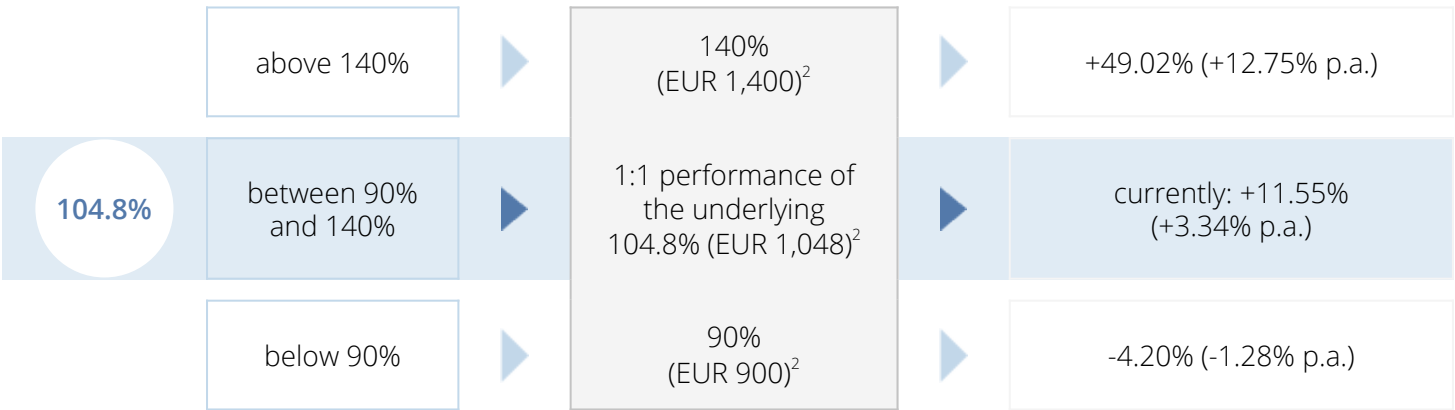 above 140%
140%
(EUR 1,400)²
+49.02% (+12.75% p.a.)
104.8%
between 90%
and 140%
1:1 performance of
the underlying
104.8% (EUR 1,048)²
currently: +11.55%
(+3.34% p.a.)
below 90%
90%
(EUR 900)²
-4.20% (-1.28% p.a.)